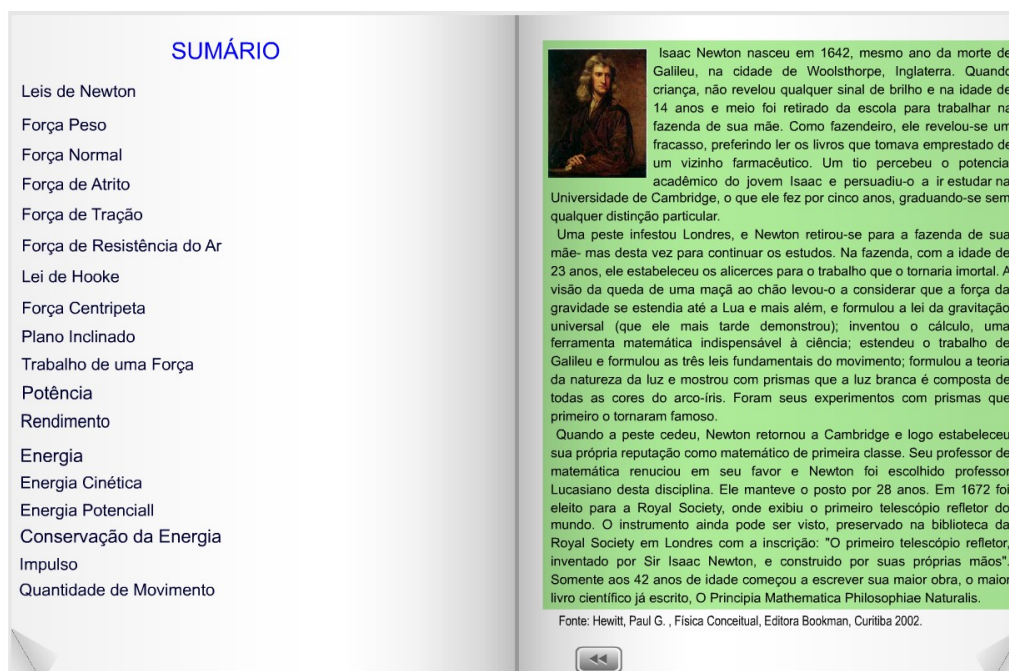 SUMÁRIO
Leis de Newton
Força Peso
Força Normal
Força de Atrito
Força de Tração
Força de Resistência do Ar
Lei de Hooke
Força Centripeta
Plano Inclinado
Trabalho de uma Força
Potência
Rendimento
Energia
Energia Cinética
Energia Potenciall
Conservação da Energia
Impulso
Quantidade de Movimento
Isaac Newton nasceu em 1642, mesmo ano da morte de
Galileu, na cidade de Woolsthorpe, Inglaterra. Quando
criança, não revelou qualquer sinal de brilho e na idade de
14 anos e meio foi retirado da escola para trabalhar na
fazenda de sua mãe. Como fazendeiro, ele revelou-se um
fracasso, preferindo ler os livros que tomava emprestado de
um vizinho farmacêutico. Um tio percebeu o potencial
acadêmico do jovem Isaac e persuadiu-o a ir estudar na
Universidade de Cambridge, o que ele fez por cinco anos, graduando-se sem
qualquer distinção particular.
Uma peste infestou Londres, e Newton retirou-se para a fazenda de sua
mãe- mas desta vez para continuar os estudos. Na fazenda, com a idade de
23 anos, ele estabeleceu os alicerces para o trabalho que o tornaria imortal. A
visão da queda de uma maçã ao chão levou-o a considerar que a força da
gravidade se estendia até a Lua e mais além, e formulou a lei da gravitação
universal (que ele mais tarde demonstrou); inventou o cálculo, uma
ferramenta matemática indispensável à ciência; estendeu o trabalho de
Galileu e formulou as três leis fundamentais do movimento; formulou a teoria
da natureza da luz e mostrou com prismas que a luz branca é composta de
todas as cores do arco-íris. Foram seus experimentos com prismas que
primeiro o tornaram famoso.
Quando a peste cedeu, Newton retornou a Cambridge e logo estabeleceu
sua própria reputação como matemático de primeira classe. Seu professor de
matemática renuciou em seu favor e Newton foi escolhido professor
Lucasiano desta disciplina. Ele manteve o posto por 28 anos. Em 1672 foi
eleito para a Royal Society, onde exibiu o primeiro telescópio refletor do
mundo. O instrumento ainda pode ser visto, preservado na biblioteca da
Royal Society em Londres com a inscrição: "O primeiro telescópio refletor,
inventado por Sir Isaac Newton, e construído por suas próprias mãos".
Somente aos 42 anos de idade começou a escrever sua maior obra, o maior
livro científico já escrito, O Principia Mathematica Philosophiae Naturalis.
Fonte: Hewitt, Paul G. , Física Conceitual, Editora Bookman, Curitiba 2002.